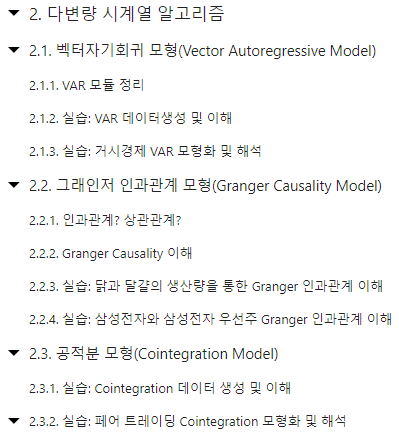 2. 다변량 시계열 알고리즘
2.1. 벡터자기회귀 모형(Vector Autoregressive Model)
2.1.1. VAR 모듈 정리
2.1.2. 실습: VAR 데이터생성 및 이해
2.1.3. 실습: 거시경제 VAR 모형화 및 해석
2.2. 그래인저 인과관계 모형(Granger Causality Model)
2.2.1. 인과관계? 상관관계?
2.2.2. Granger Causality 이해
2.2.3. 실습: 닭과 달걀의 생산량을 통한 Granger 인과관계 이해
2.2.4. 실습: 삼성전자와 삼성전자 우선주 Granger 인과관계 이해
2.3. 공적분 모형(Cointegration Model)
2.3.1. 실습: Cointegration 데이터 생성 및 이해
2.3.2. 실습: 페어 트레이딩 Cointegration 모형화 및 해석